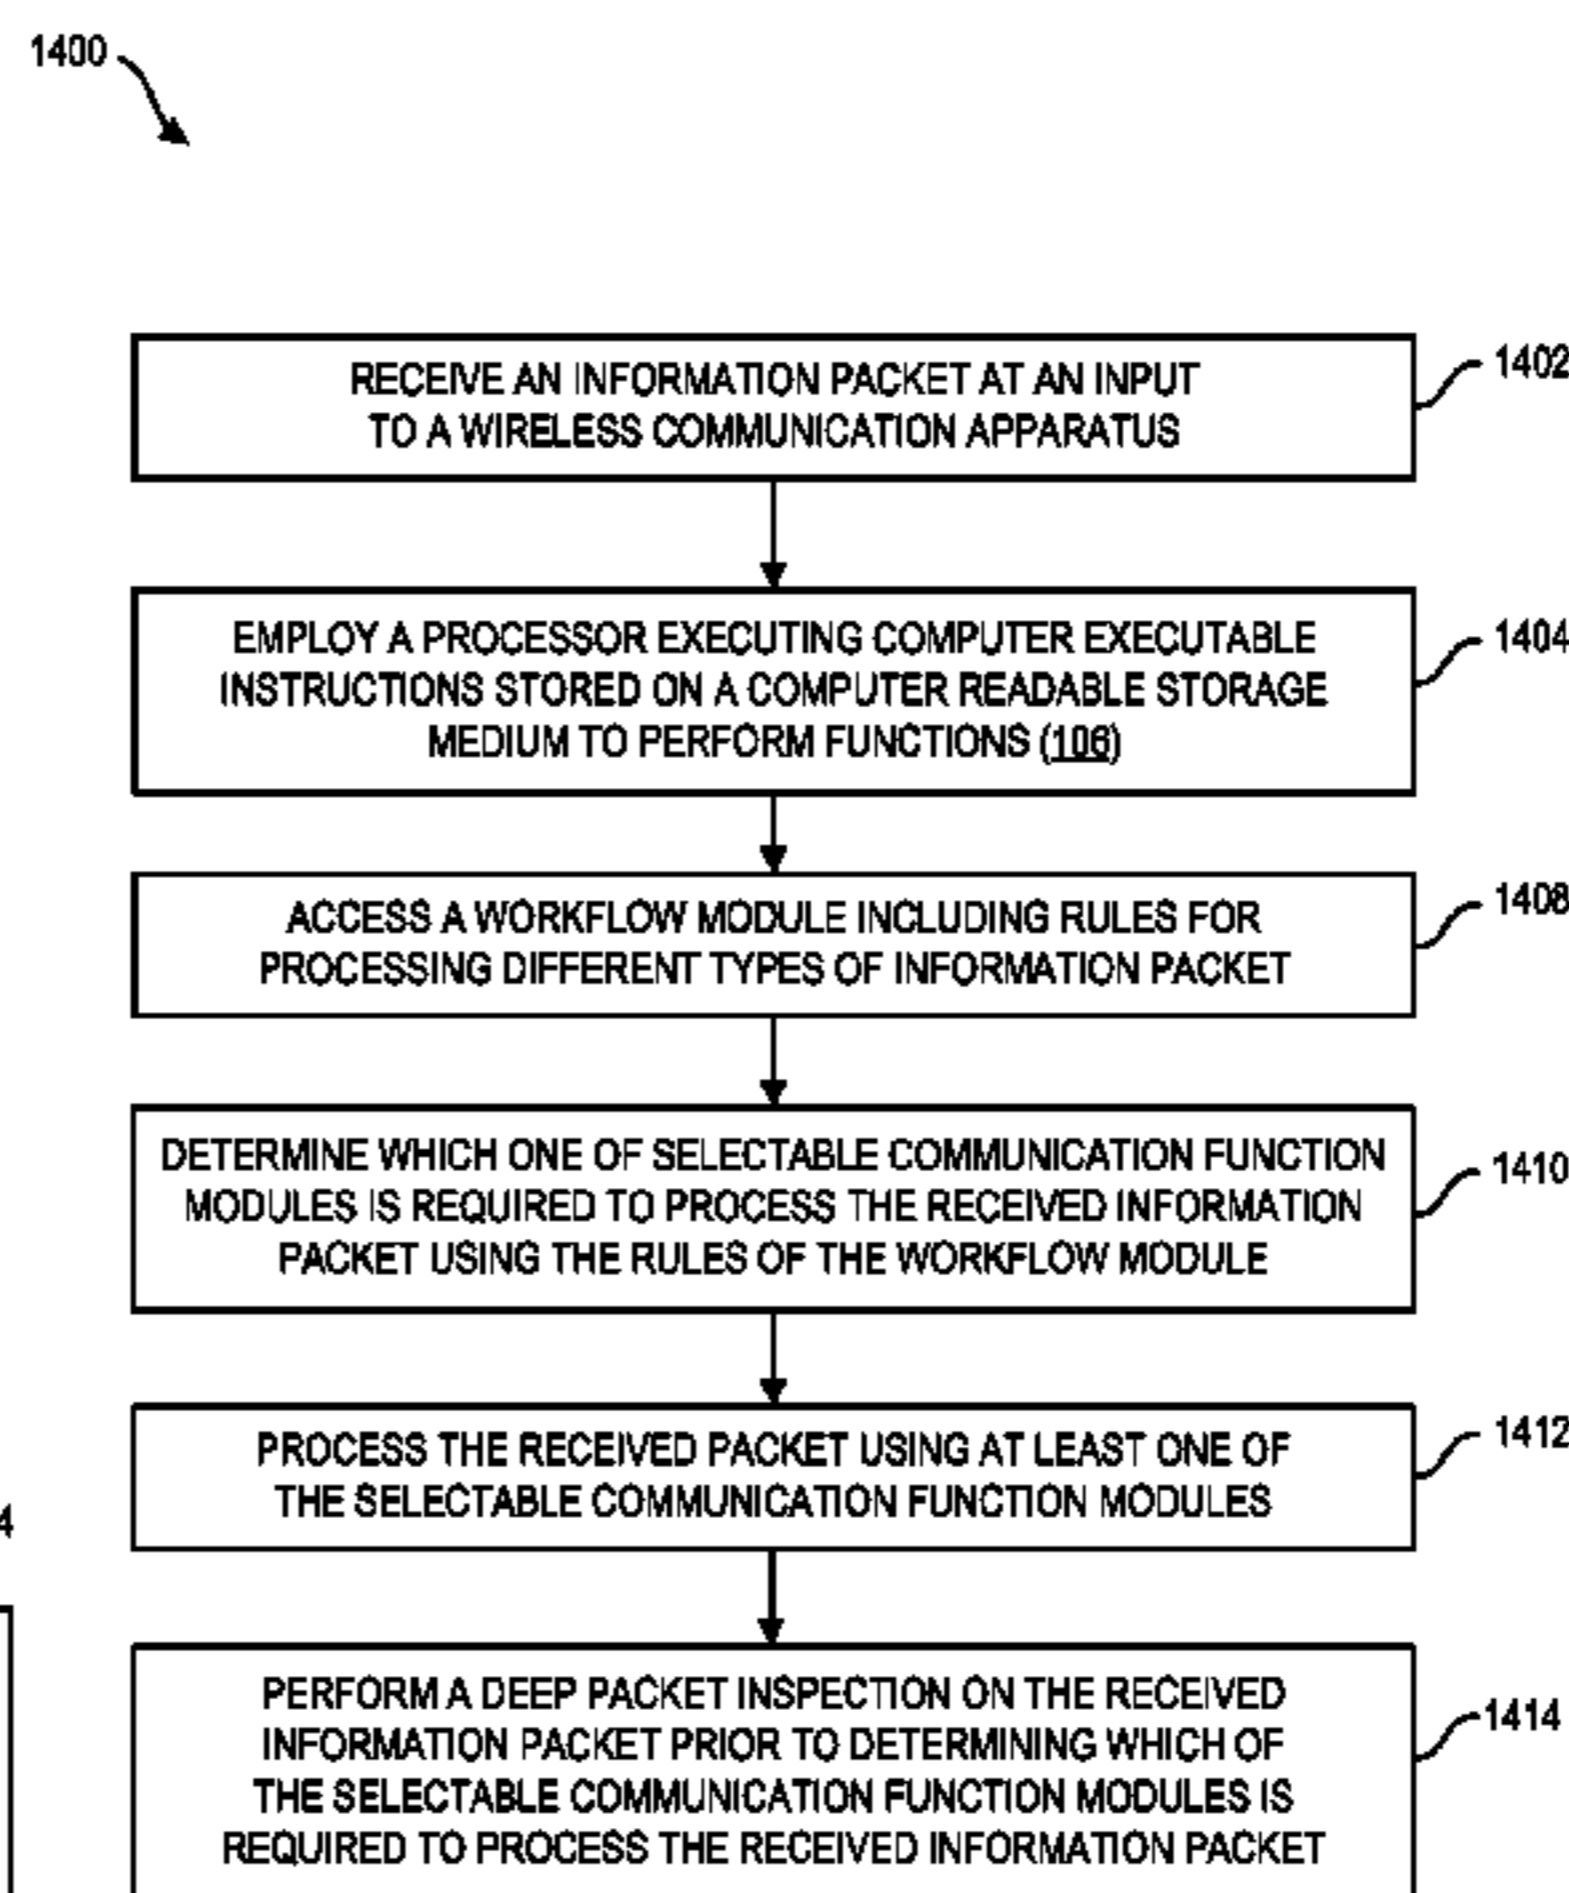 1400
RECEIVE AN INFORMATION PACKET AT AN INPUT
TO A WIRELESS COMMUNICATION APPARATUS
1402
EMPLOY A PROCESSOR EXECUTING COMPUTER EXECUTABLE
INSTRUCTIONS STORED ON A COMPUTER READABLE STORAGE
MEDIUM TO PERFORM FUNCTIONS (106)
1404
ACCESS A WORKFLOW MODULE INCLUDING RULES FOR
PROCESSING DIFFERENT TYPES OF INFORMATION PACKET
1408
DETERMINE WHICH ONE OF SELECTABLE COMMUNICATION FUNCTION
MODULES IS REQUIRED TO PROCESS THE RECEIVED INFORMATION
PACKET USING THE RULES OF THE WORKFLOW MODULE
1410
PROCESS THE RECEIVED PACKET USING AT LEAST ONE OF
THE SELECTABLE COMMUNICATION FUNCTION MODULES
1412
4
PERFORM A DEEP PACKET INSPECTION ON THE RECEIVED
INFORMATION PACKET PRIOR TO DETERMINING WHICH OF
THE SELECTABLE COMMUNICATION FUNCTION MODULES IS
REQUIRED TO PROCESS THE RECEIVED INFORMATION PACKET
1414